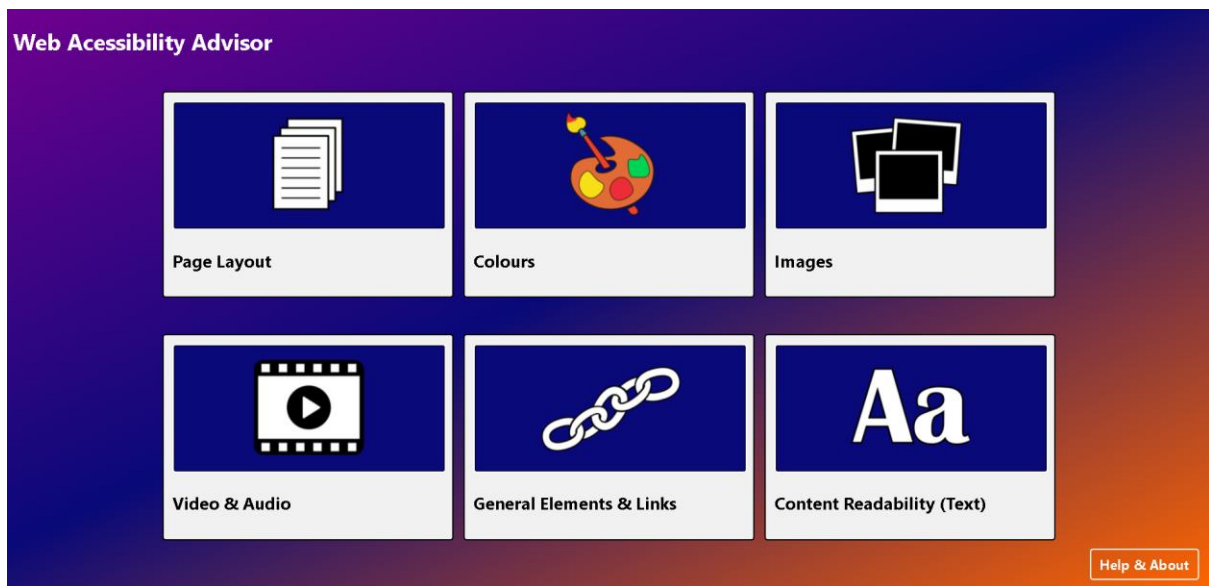 Web Acessibility Advisor
Page Layout
Colours
Images
Aa
Video & Audio
General Elements & Links
Content Readability (Text)
Help & About